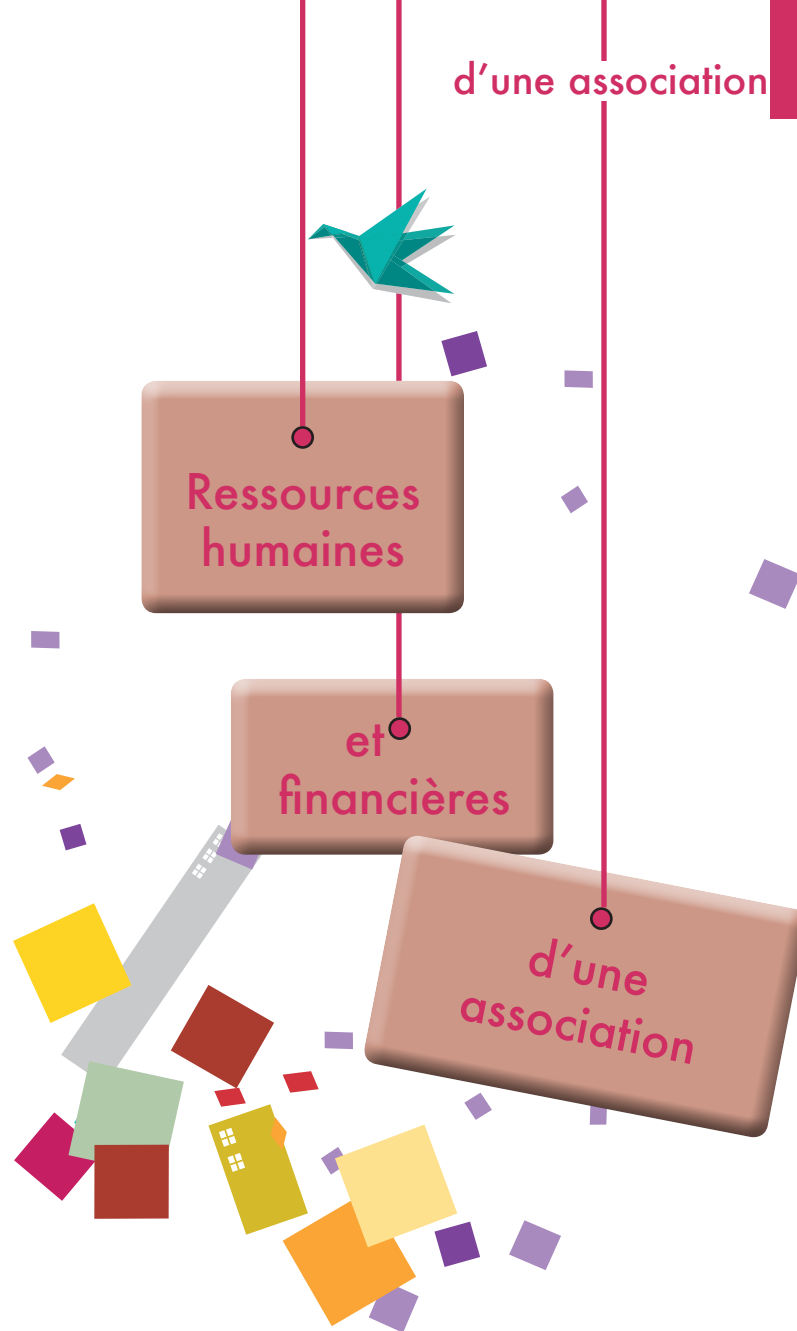 d’une association
Ressources
humaines
et
financières
d’une
association